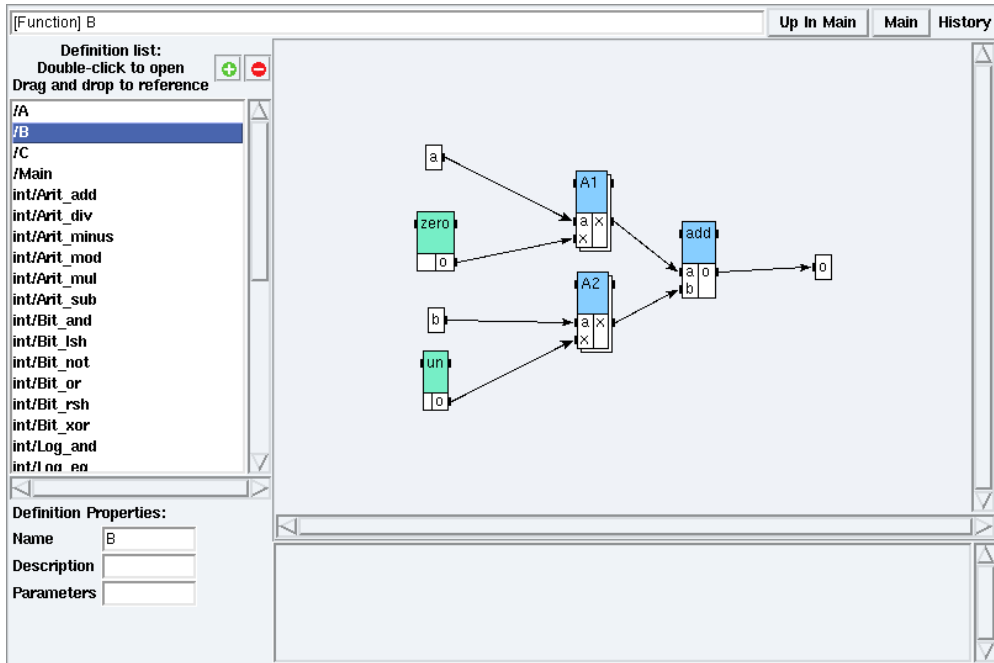 [Function] B
Up In Main
Main
History
Definition list:
Double-click to open
Drag and drop to reference
/A
/B
/C
/Main
int/Arit_add
int/Arit_div
int/Arit_minus
int/Arit_mod
int/Arit_mul
int/Arit_sub
int/Bit_and
int/Bit_lsh
int/Bit_not
int/Bit_or
int/Bit_rsh
int/Bit_xor
int/Log_and
int/Log_eq
Definition Properties:
Name B
Description
Parameters
a
zero
o
b
un
o
A1
a x
x
A2
a x
x
add
a o
b
o